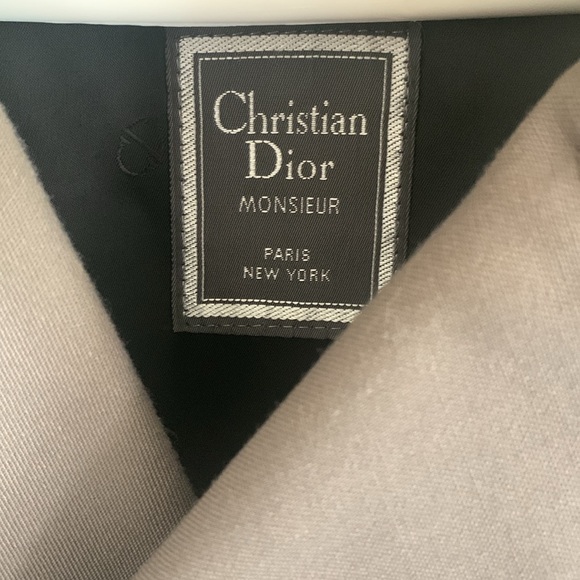 Christian
Dior
MONSIEUR
PARIS
NEW YORK